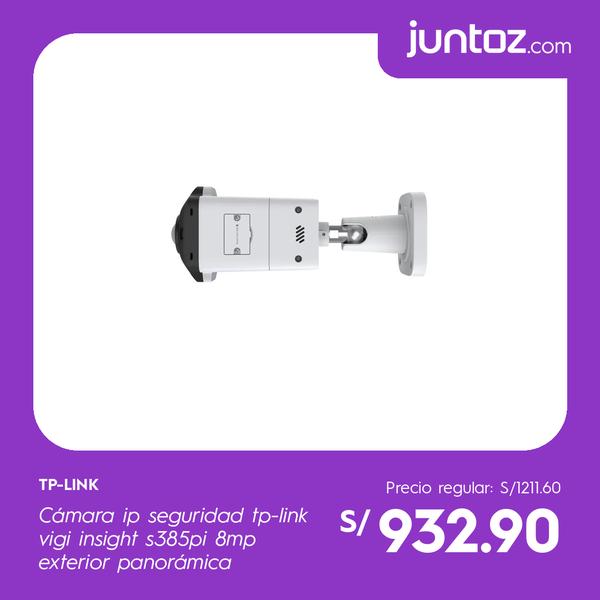 juntoz.com
TP-LINK
Cámara ip seguridad tp-link
vigi insight s385pi 8mp
exterior panorámica
Precio regular: S/1211.60
S/ 932.90